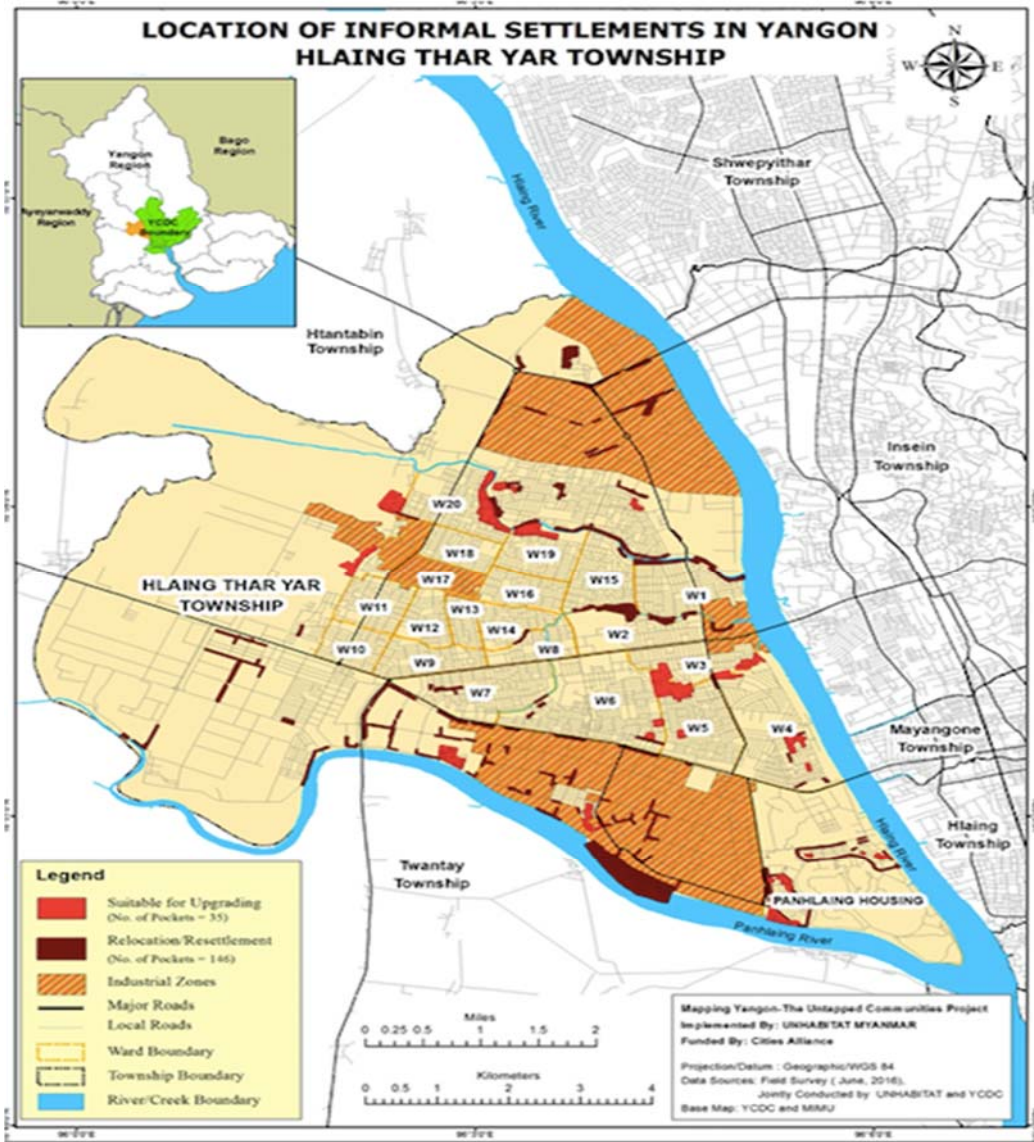 LOCATION OF INFORMAL SETTLEMENTS IN YANGON
HLAING THAR YAR TOWNSHIP
N
W
E
S
Bago
Region
Yangon
Region
Region
YCDC
Boundary
Shwepyithar
Township
Hlaing River
Htantabin
Township
Insein
Township
W20
W18
W19
HLAING THAR YAR
TOWNSHIP
W17
W15
W16
W1
W11
W13
W12
W14
W2
W10
W8
W9
W3
W7
W6
W5
W4
Mayangone
Township
Hlaing River
Hlaing
Township
Twantay
Township
PANHLAING HOUSING
Panhlaing River
Legend
Suitable for Upgrading
(No. of Pockets = 35)
Relocation/Resettlement
(No. of Pockets = 146)
Industrial Zones
Major Roads
Local Roads
Ward Boundary
Township Boundary
River/Creek Boundary
Miles
0 0.25 0.5 1 1.5 2
Kilometers
0 0.5 1 2 3 4
Mapping Yangon-The Untapped Communities Project
Implemented By: UNHABITAT MYANMAR
Funded By: Cities Alliance
Projection/Datum : Geographic/WGS 84
Data Sources: Field Survey ( June, 2016),
Jointly Conducted by UNHABITAT and YCDC
Base Map: YCDC and MIMU